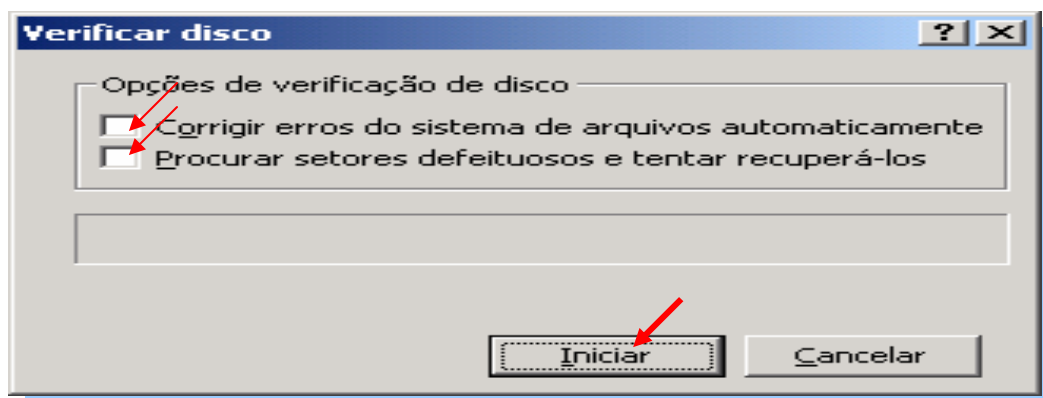 Verificar disco
Opções de verificação de disco
Corrigir erros do sistema de arquivos automaticamente
Procurar setores defeituosos e tentar recuperá-los
Iniciar
Cancelar